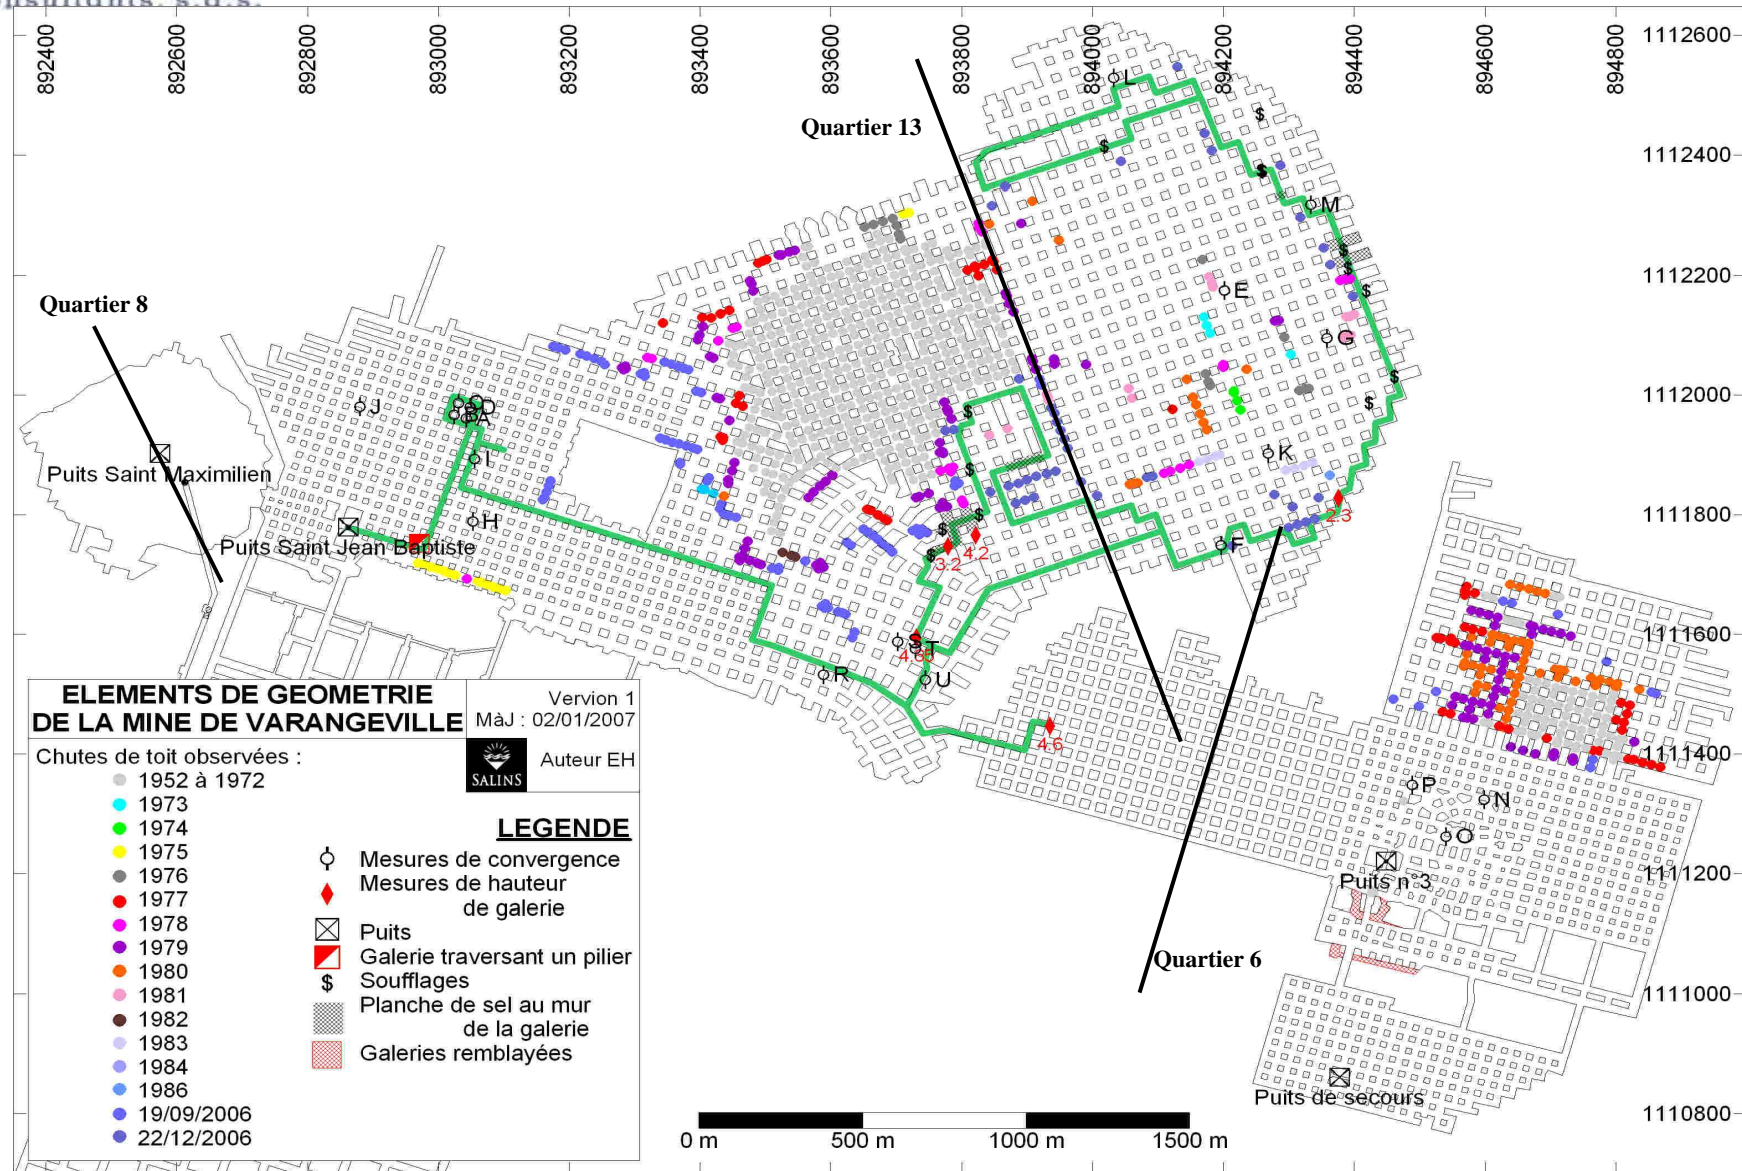 892400
892600
892800
893000
893200
893400
893600
893800
894000
894200
894400
894600
894800
1112600
1112400
1112200
1112000
1111800
1111600
1111400
1111200
1111000
1110800
Quartier 13
Quartier 8
Quartier 6
L
M
E
G
K
F
J
D
B
A
I
H
R
S
T
U
P
N
O
Puits Saint Maximilien
Puits Saint Jean Baptiste
Puits n°3
Puits de secours
2.3
4.2
3.2
4.6
ELEMENTS DE GEOMETRIE
DE LA MINE DE VARANGEVILLE
Vervion 1
MàJ : 02/01/2007
SALINS
Auteur EH
Chutes de toit observées :
1952 à 1972
1973
1974
1975
1976
1977
1978
1979
1980
1981
1982
1983
1984
1986
19/09/2006
22/12/2006
LEGENDE
Mesures de convergence
Mesures de hauteur
de galerie
Puits
Galerie traversant un pilier
$ Soufflages
Planche de sel au mur
de la galerie
Galeries remblayées
0 m
500 m
1000 m
1500 m